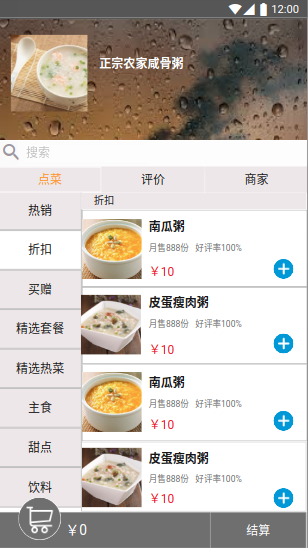 12:00
正宗农家咸骨粥
搜索
点菜 评价 商家
热销
折扣
买赠
精选套餐
精选热菜
主食
甜点
饮料
折扣
南瓜粥
月售888份 好评率100%
￥10
皮蛋瘦肉粥
月售888份 好评率100%
￥10
南瓜粥
月售888份 好评率100%
￥10
皮蛋瘦肉粥
月售888份 好评率100%
￥10
￥0
结算